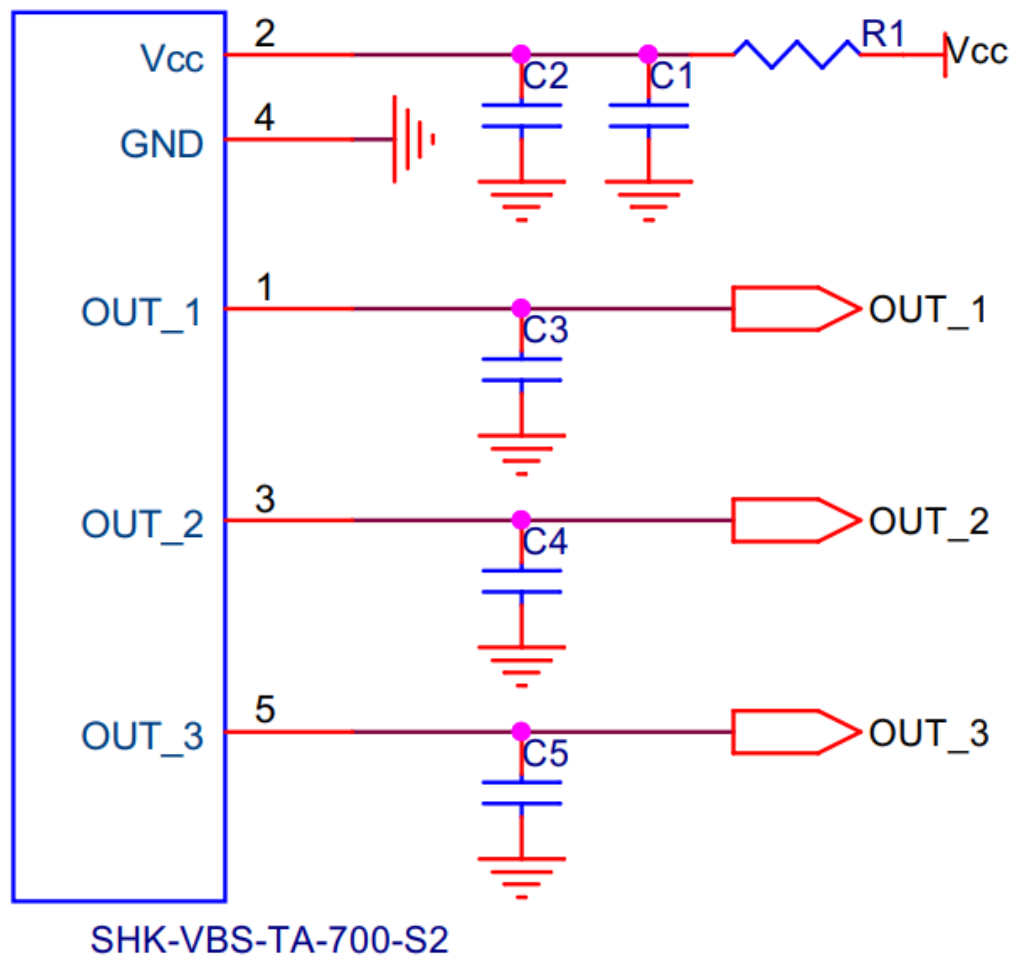 Vcc 2 C2 C1 R1 Vcc
GND 4
OUT_1 1 C3 OUT_1
OUT_2 3 C4 OUT_2
OUT_3 5 C5 OUT_3
SHK-VBS-TA-700-S2